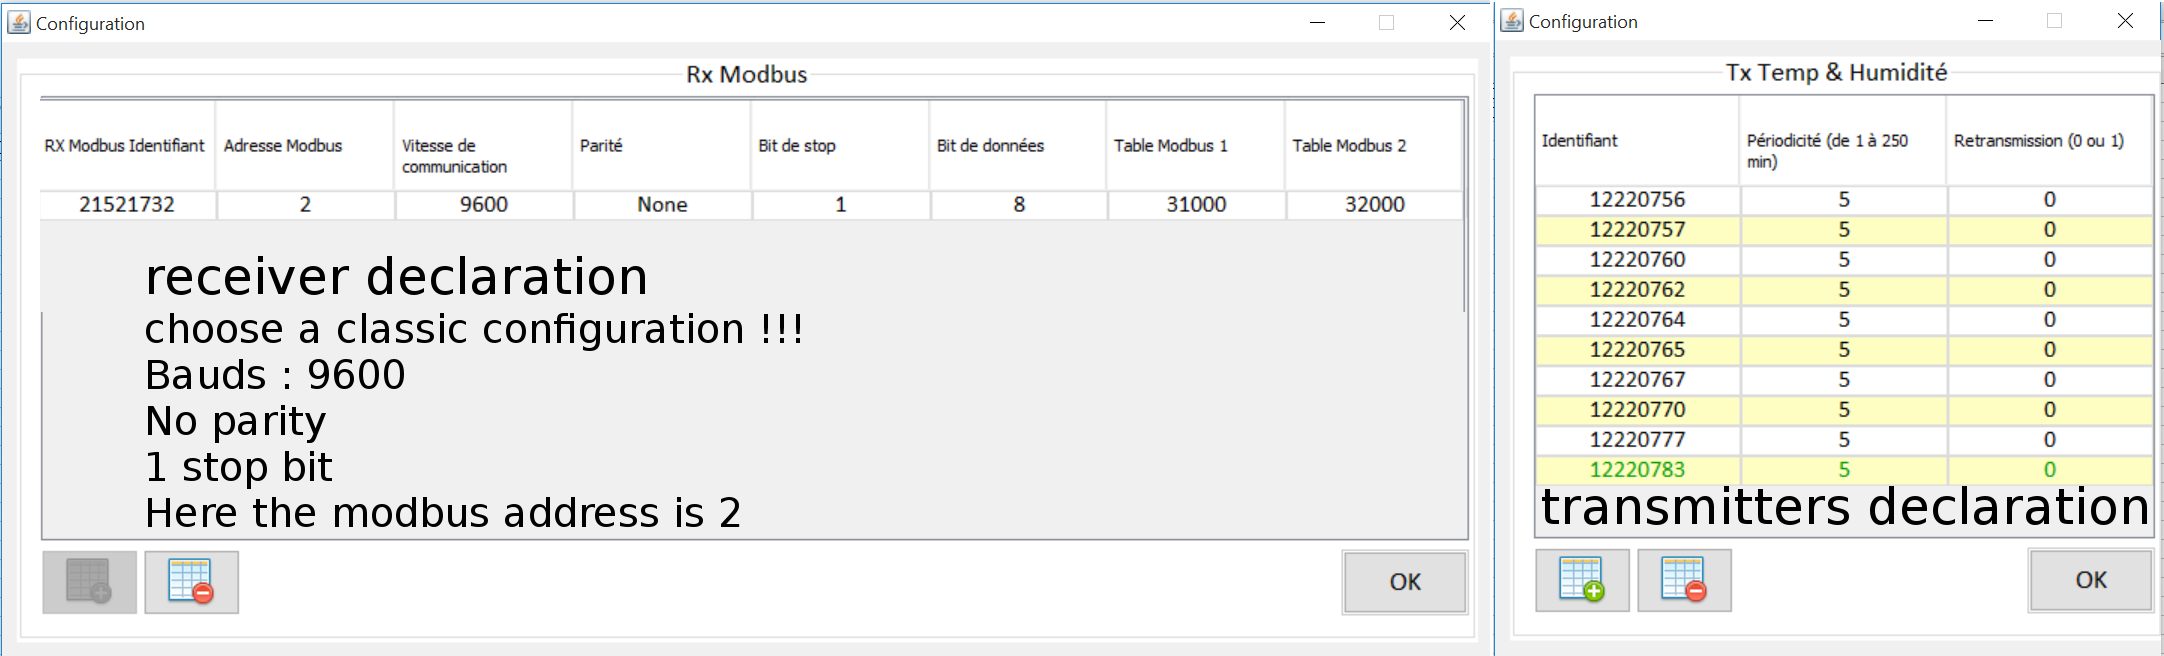 Configuration
Rx Modbus
RX Modbus Identifiant Adresse Modbus Vitesse de communication Parité Bit de stop Bit de données Table Modbus 1 Table Modbus 2
21521732 2 9600 None 1 8 31000 32000
receiver declaration
choose a classic configuration !!!
Bauds : 9600
No parity
1 stop bit
Here the modbus address is 2
OK
Configuration
Tx Temp & Humidité
Identifiant Périodicité (de 1 à 250 min) Retransmission (0 ou 1)
12220756 5 0
12220757 5 0
12220760 5 0
12220762 5 0
12220764 5 0
12220765 5 0
12220767 5 0
12220770 5 0
12220777 5 0
12220783 5 0
transmitters declaration
OK